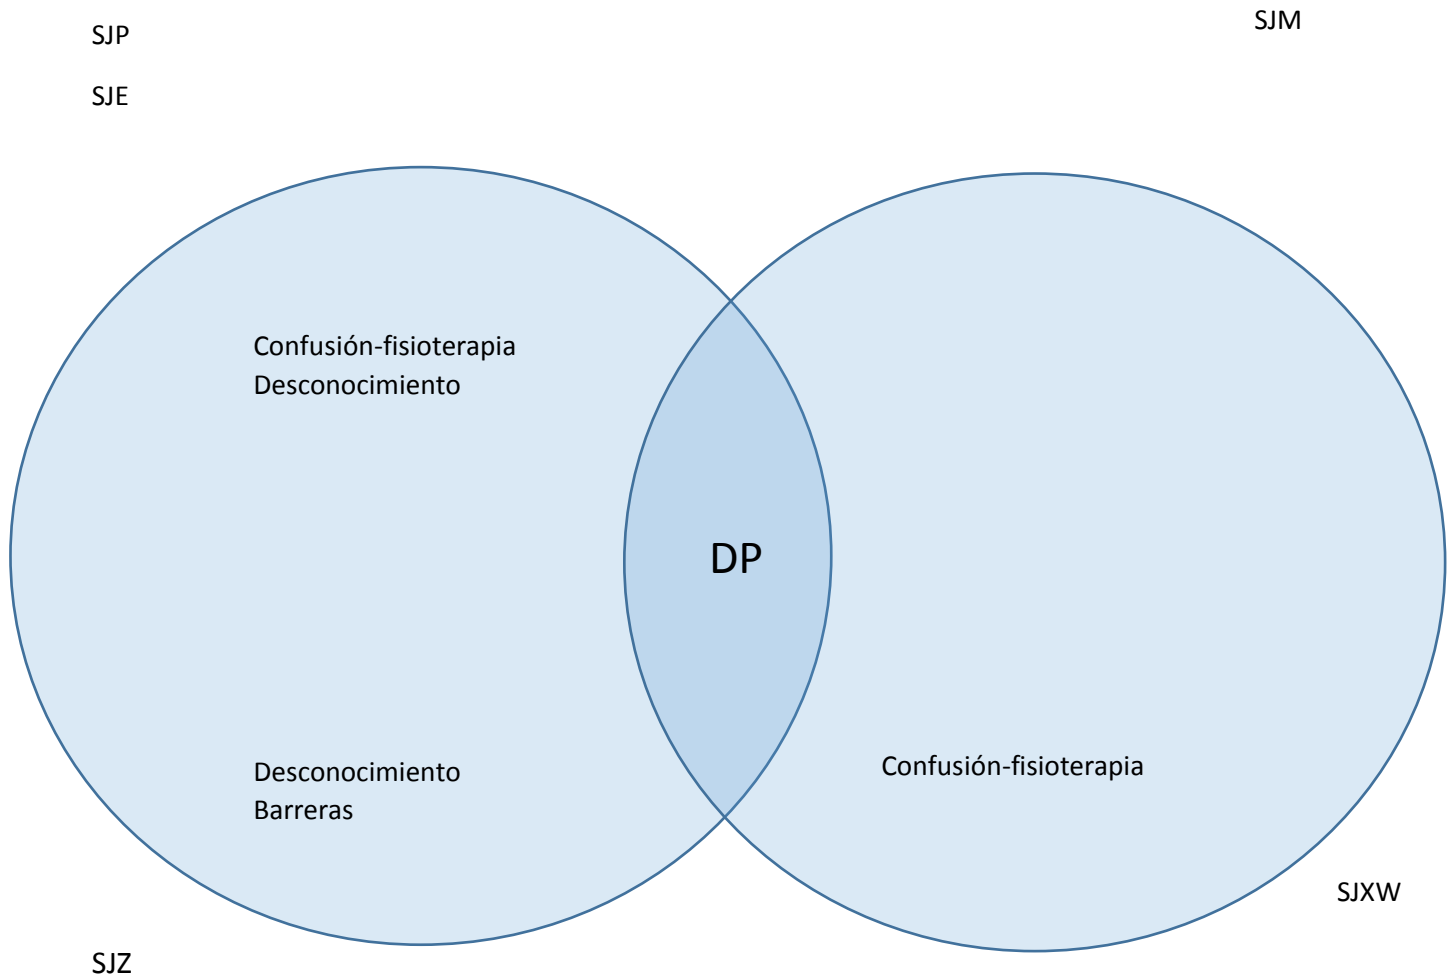 SJP
SJM
SJE
Confusión-fisioterapia
Desconocimiento
DP
Desconocimiento
Barreras
Confusión-fisioterapia
SJXW
SJZ